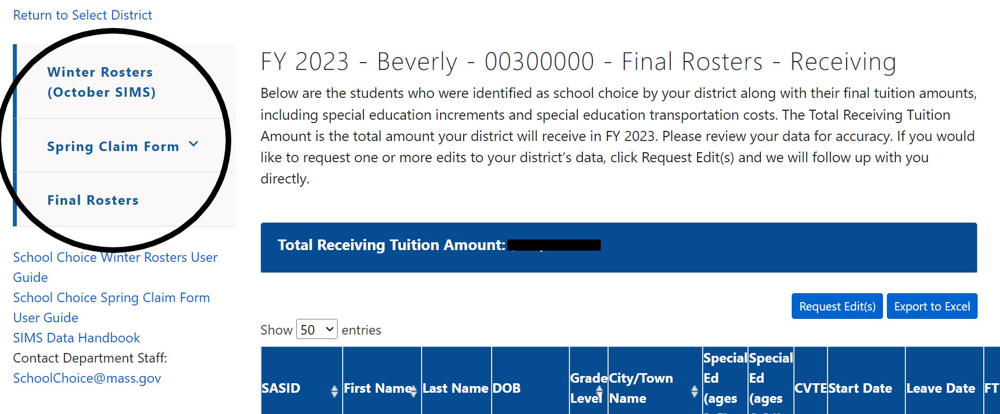 Return to Select District
Winter Rosters
(October SIMS)
Spring Claim Form
Final Rosters
School Choice Winter Rosters User
Guide
School Choice Spring Claim Form
User Guide
SIMS Data Handbook
Contact Department Staff:
SchoolChoice@mass.gov
FY 2023 - Beverly - 00300000 - Final Rosters - Receiving
Below are the students who were identified as school choice by your district along with their final tuition amounts,
including special education increments and special education transportation costs. The Total Receiving Tuition
Amount is the total amount your district will receive in FY 2023. Please review your data for accuracy. If you would
like to request one or more edits to your district’s data, click Request Edit(s) and we will follow up with you
directly.
Total Receiving Tuition Amount:
Request Edit(s) Export to Excel
Show 50 entries
SASID
First Name
Last Name
DOB
Grade
Level
City/Town
Name
Special
Ed
(ages
Special
Ed
(ages
CVTE
Start Date
Leave Date
FT